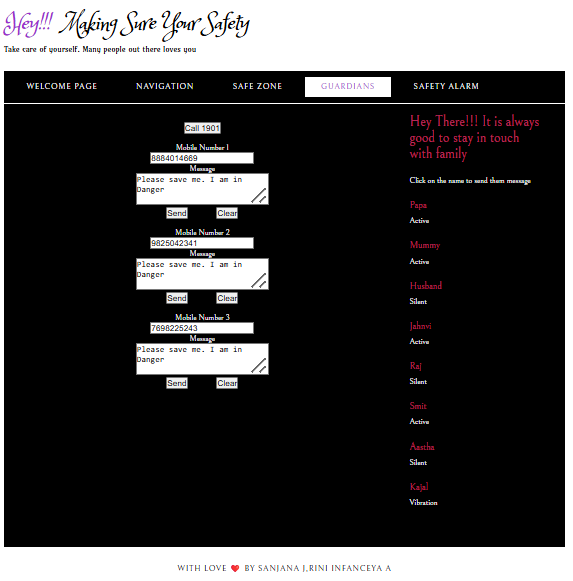 Hey!!! Making Sure Your Safety
Take care of yourself. Many people out there loves you
WELCOME PAGE NAVIGATION SAFE ZONE GUARDIANS SAFETY ALARM
Call 1901
Mobile Number 1
8884014669
Message
Please save me. I am in
Danger
Send Clear
Mobile Number 2
9825042341
Message
Please save me. I am in
Danger
Send Clear
Mobile Number 3
7698225243
Message
Please save me. I am in
Danger
Send Clear
Hey There!!! It is always
good to stay in touch
with family
Click on the name to send them message
Papa
Active
Mummy
Active
Husband
Silent
Jahnvi
Active
Raj
Silent
Smit
Active
Aastha
Silent
Kajal
Vibration
WITH LOVE ❤️ BY SANJANA J,RINI INFANCEYA A